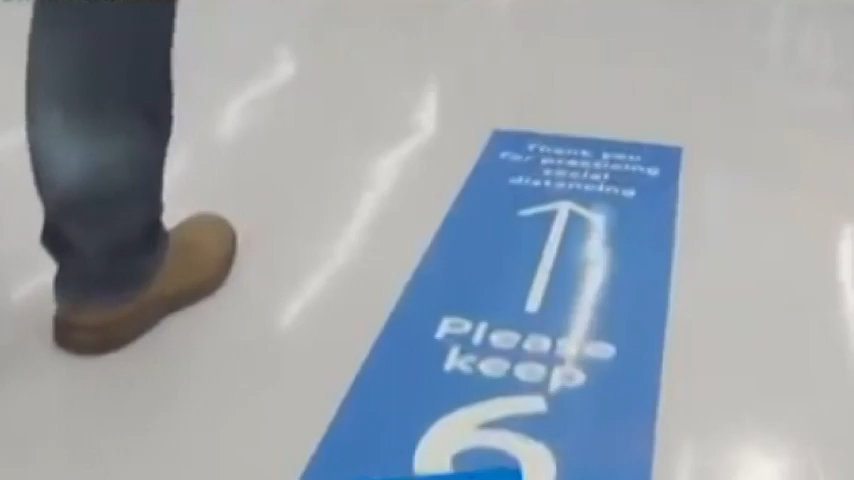 Thank you
for practicing
social
distancing
Please
keep
6